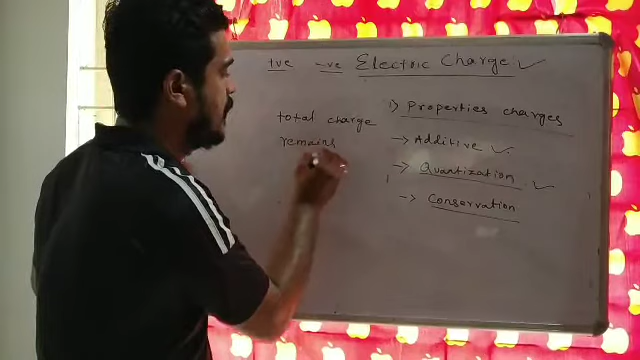 +ve -ve Electric Charge ✓
total charge
remains
1) Properties charges
-> Additive ✓.
-> Quantization ✓
-> Conservation